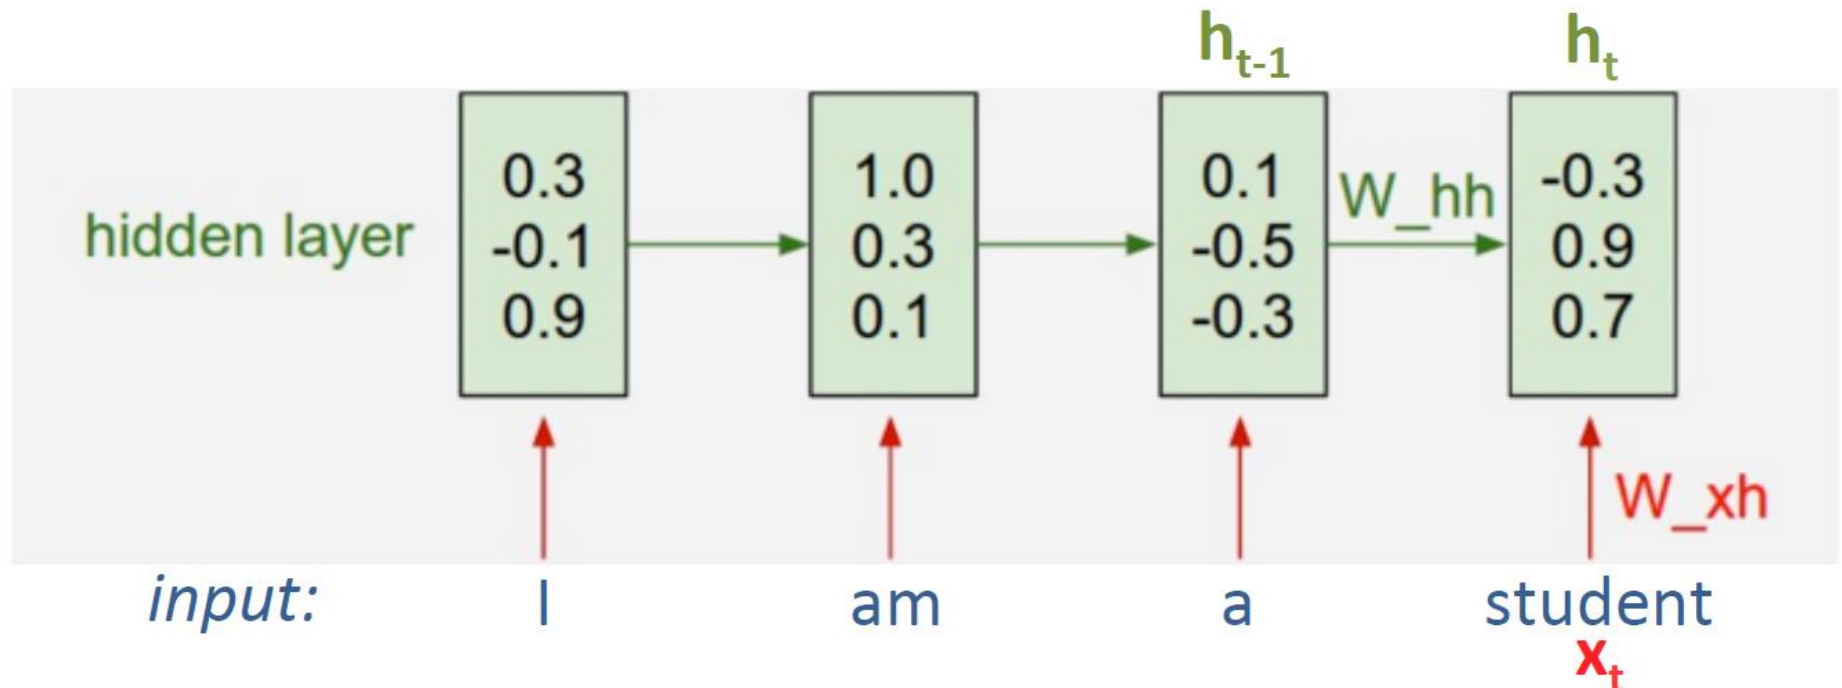 h_t-1 h_t
0.3 1.0 0.1 W_hh -0.3
hidden layer -0.1 0.3 -0.5 0.9
0.9 0.1 -0.3 0.7
W_xh
input: I am a student
x_t